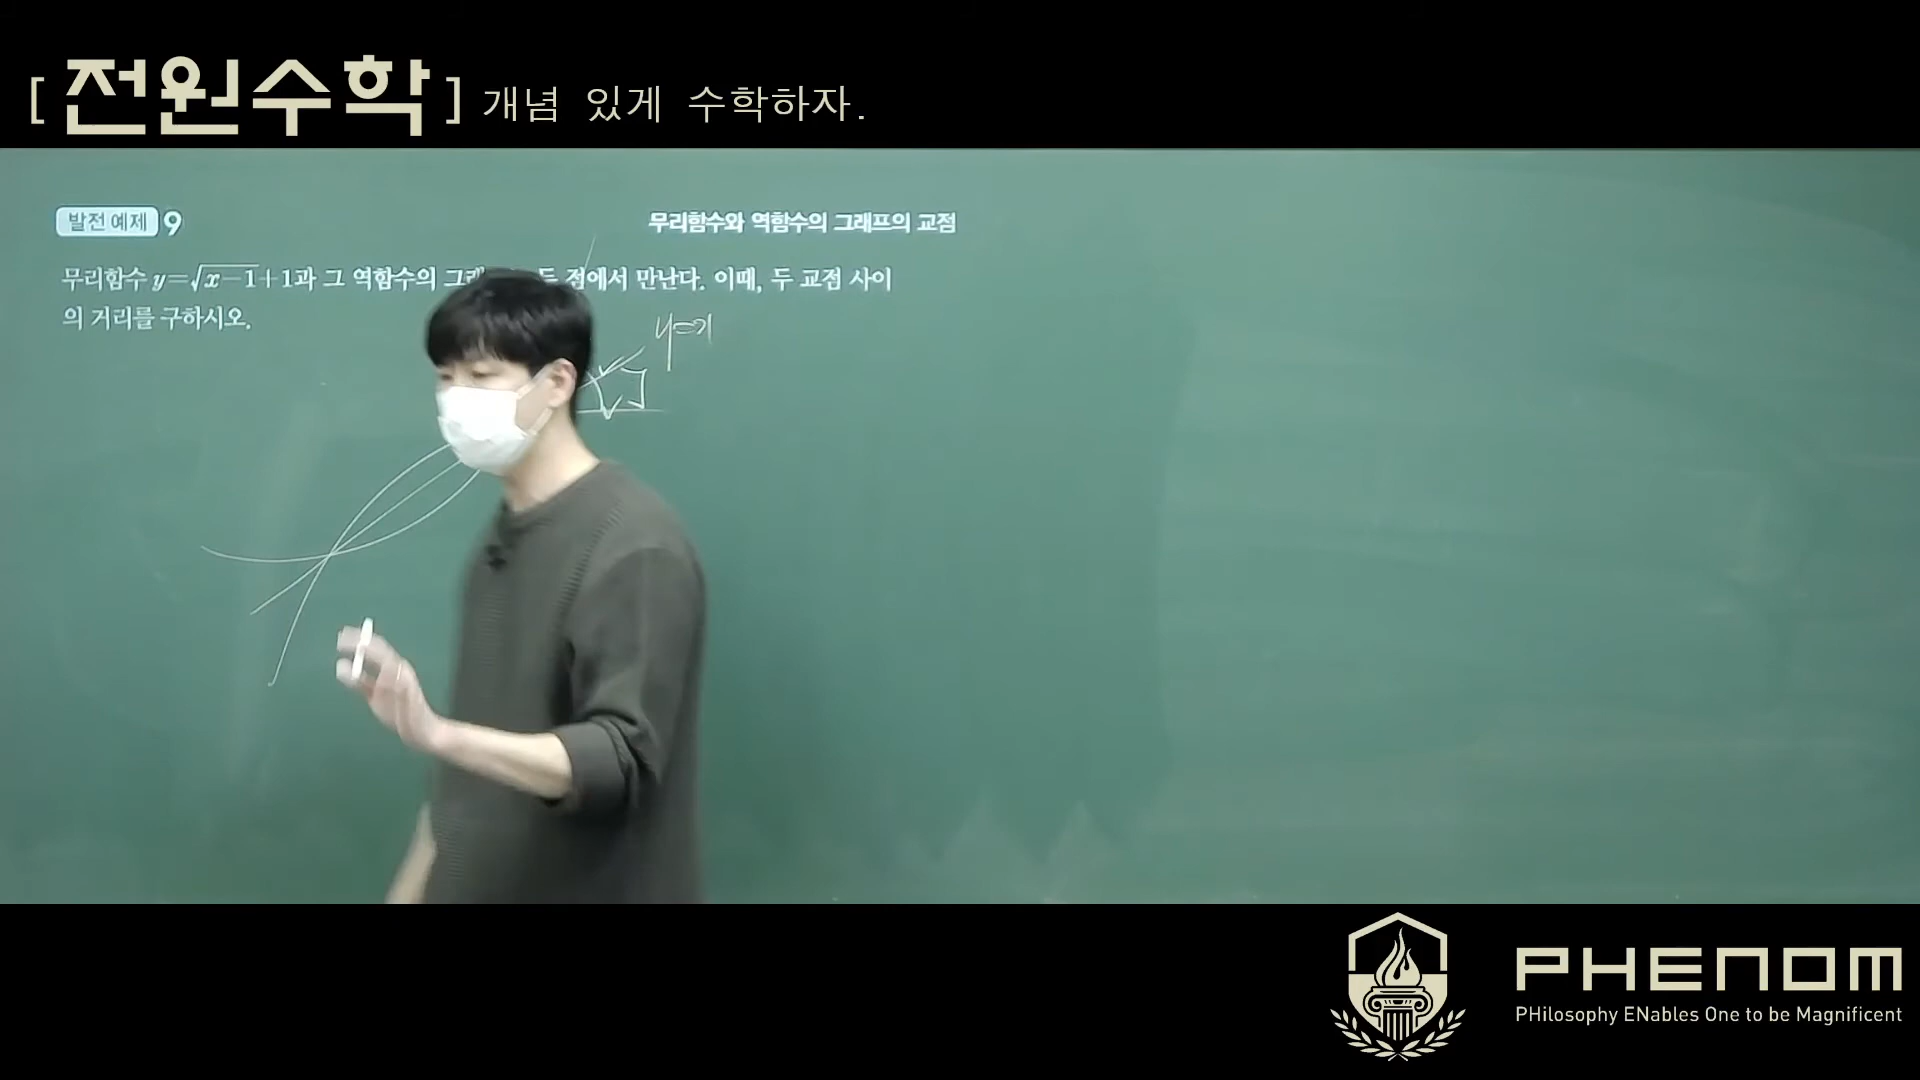 [전원수학] 개념 있게 수학하자.
발전 예제 9
무리함수와 역함수의 그래프의 교점
무리함수 y=√x-1+1과 그 역함수의 그래 두 점에서 만난다. 이때, 두 교점 사이
의 거리를 구하시오.
y=x
PHENOM
PHilosophy ENables One to be Magnificent